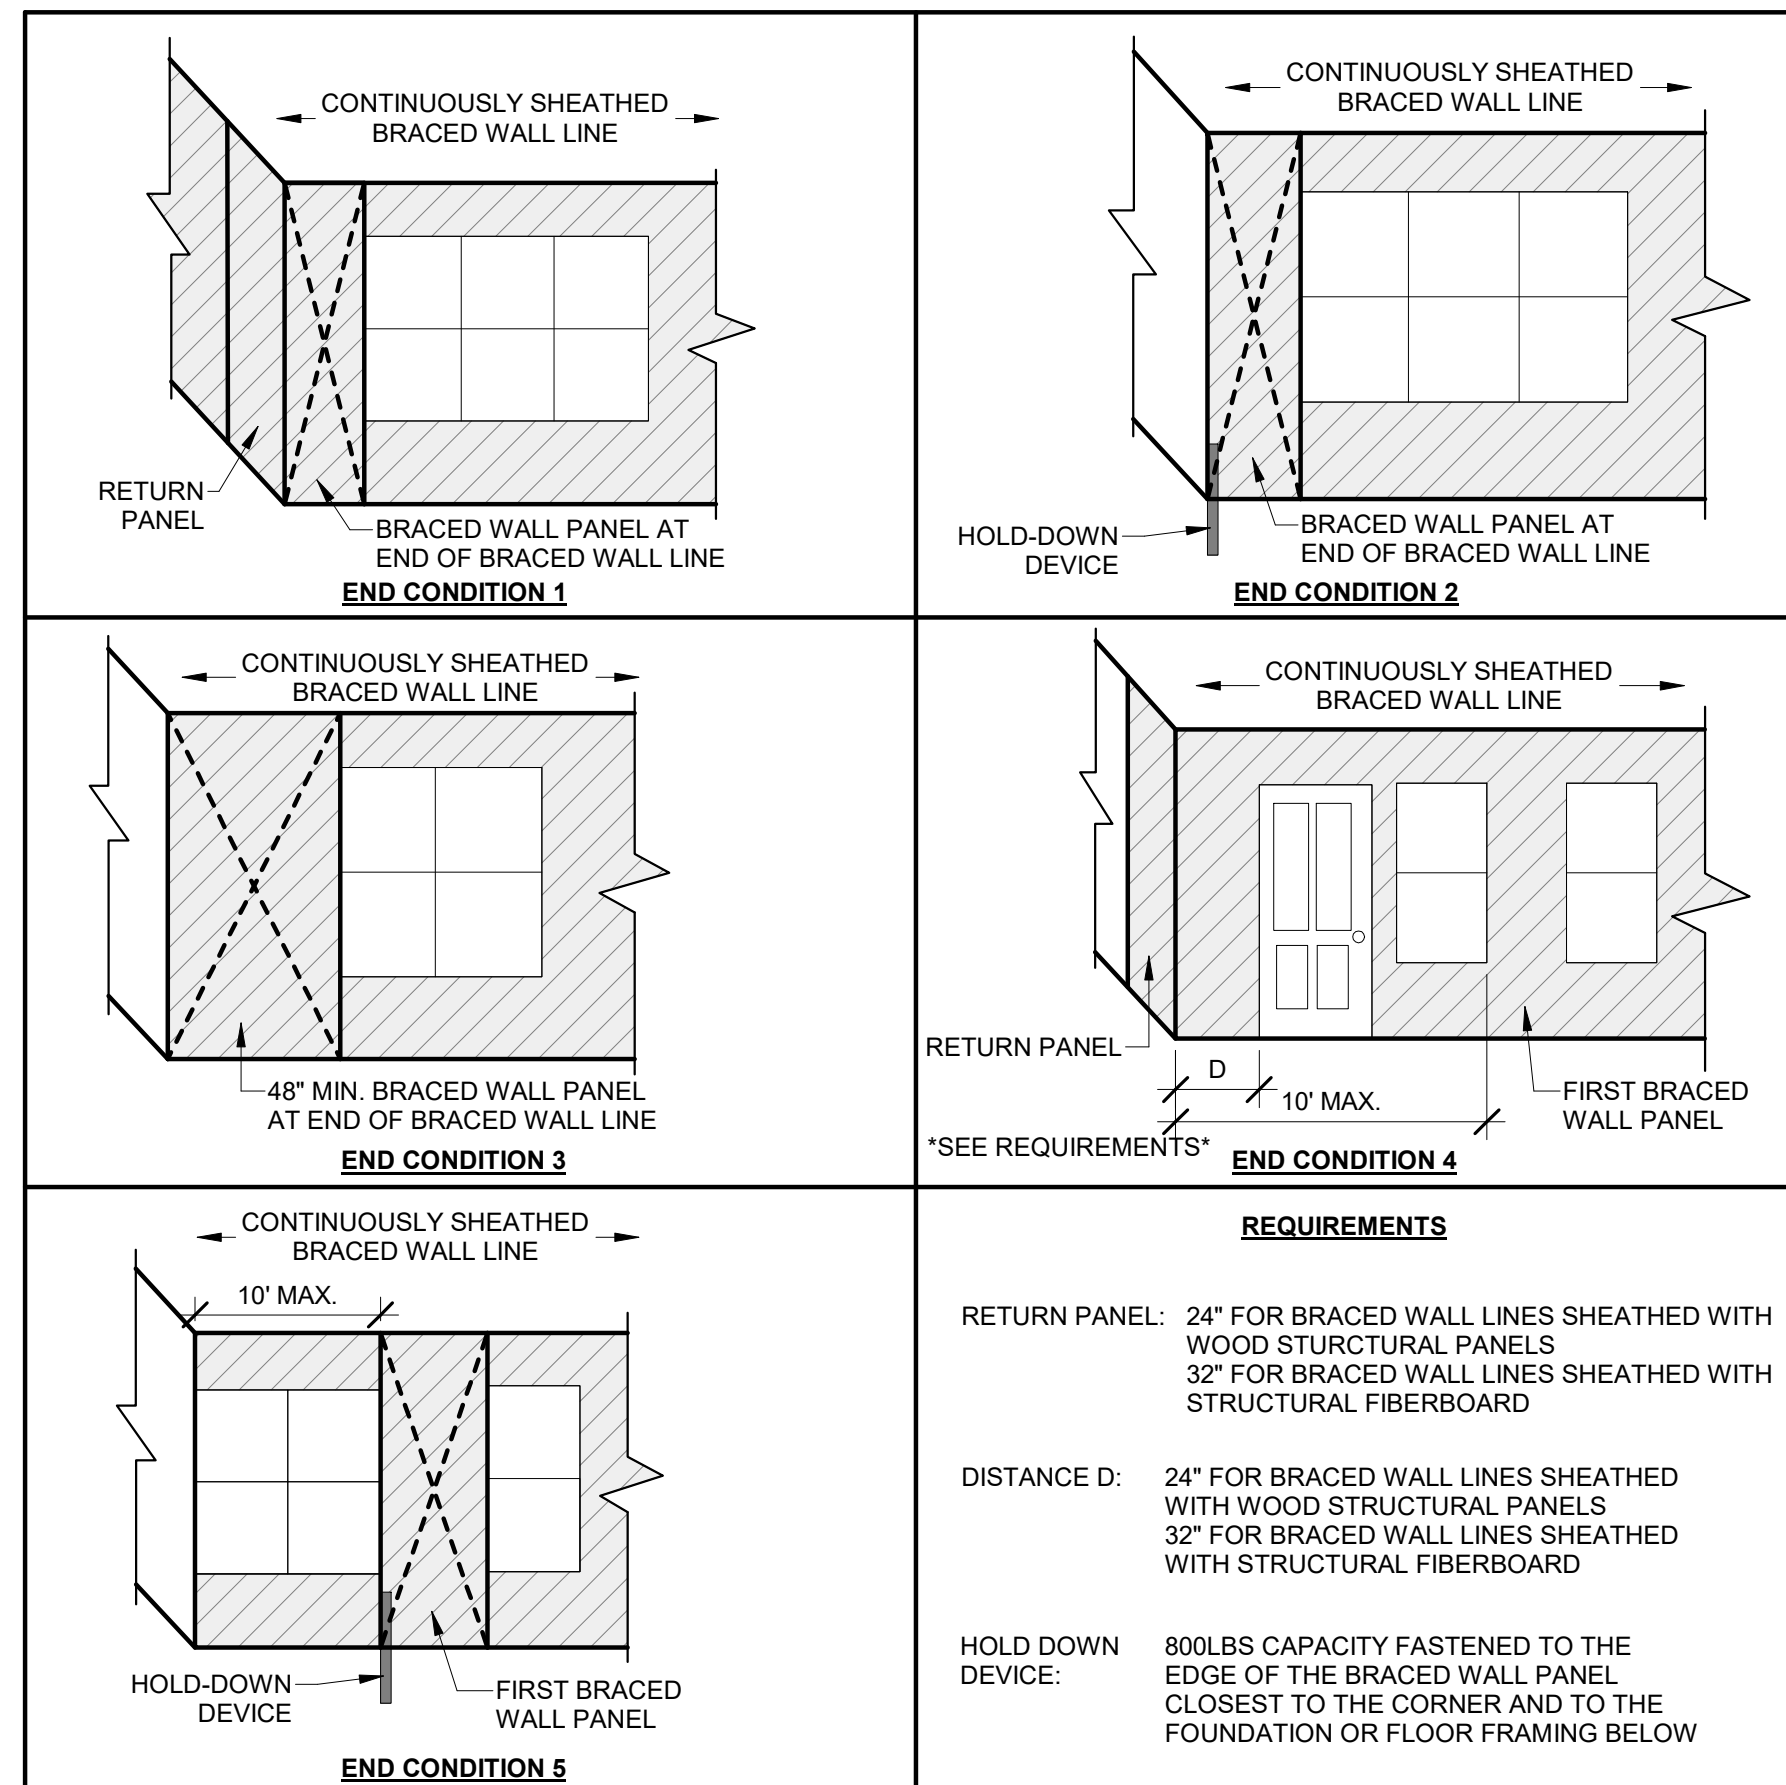 CONTINUOUSLY SHEATHED
BRACED WALL LINE
RETURN
PANEL
BRACED WALL PANEL AT
END OF BRACED WALL LINE
END CONDITION 1
CONTINUOUSLY SHEATHED
BRACED WALL LINE
HOLD-DOWN
DEVICE
BRACED WALL PANEL AT
END OF BRACED WALL LINE
END CONDITION 2
CONTINUOUSLY SHEATHED
BRACED WALL LINE
48" MIN. BRACED WALL PANEL
AT END OF BRACED WALL LINE
END CONDITION 3
CONTINUOUSLY SHEATHED
BRACED WALL LINE
RETURN PANEL
D
10' MAX.
FIRST BRACED
WALL PANEL
*SEE REQUIREMENTS*
END CONDITION 4
CONTINUOUSLY SHEATHED
BRACED WALL LINE
10' MAX.
HOLD-DOWN
DEVICE
FIRST BRACED
WALL PANEL
END CONDITION 5
REQUIREMENTS
RETURN PANEL: 24" FOR BRACED WALL LINES SHEATHED WITH
WOOD STURCTURAL PANELS
32" FOR BRACED WALL LINES SHEATHED WITH
STRUCTURAL FIBERBOARD
DISTANCE D: 24" FOR BRACED WALL LINES SHEATHED
WITH WOOD STRUCTURAL PANELS
32" FOR BRACED WALL LINES SHEATHED
WITH STRUCTURAL FIBERBOARD
HOLD DOWN 800LBS CAPACITY FASTENED TO THE
DEVICE: EDGE OF THE BRACED WALL PANEL
CLOSEST TO THE CORNER AND TO THE
FOUNDATION OR FLOOR FRAMING BELOW